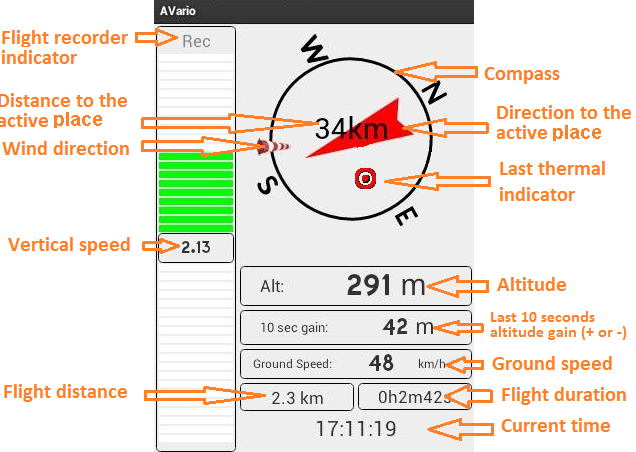 AVario
Flight recorder
indicator
Rec
W
N
S
E
Compass
Distance to the
active place
34km
Direction to the
active place
Wind direction
Last thermal
indicator
Vertical speed
2.13
Alt: 291 m
Altitude
10 sec gain: 42 m
Last 10 seconds
altitude gain (+ or -)
Ground Speed: 48 km/h
Ground speed
Flight distance
2.3 km
0h2m42s
Flight duration
17:11:19
Current time